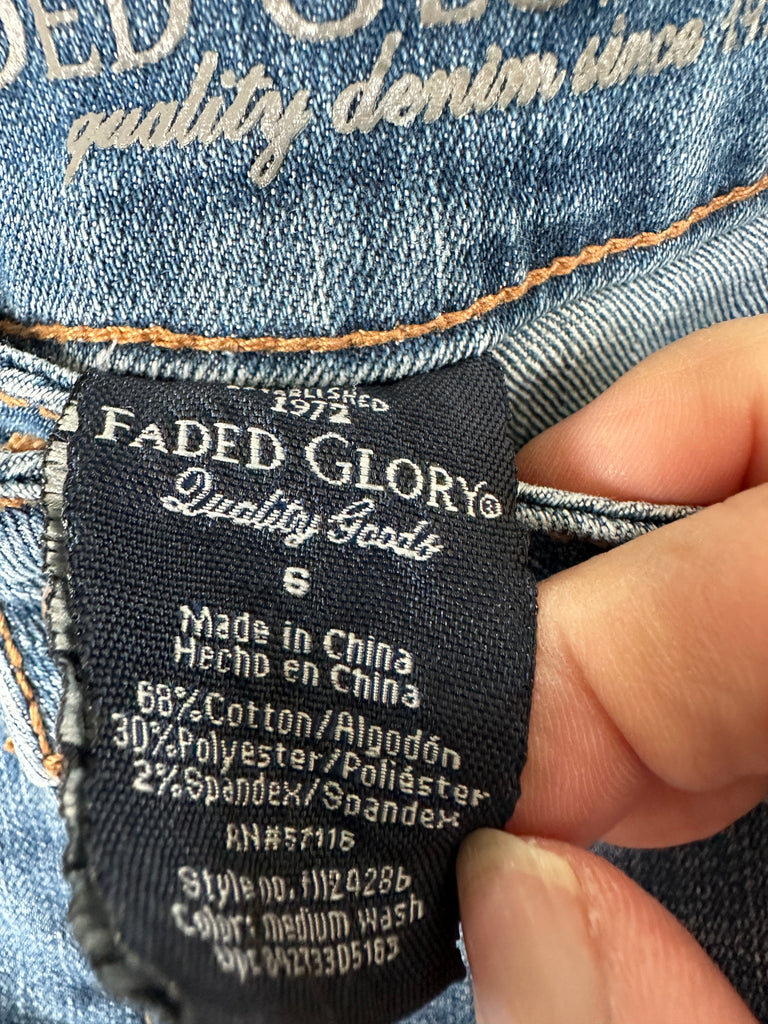 quality denim since
1972
FADED GLORY®
Quality Goods
Made in China
Hecho en China
68% Cotton/Algodón
30% Polyester/Poliéster
2% Spandex/Spandex
RN#57116
Style no.
Color: medium wash